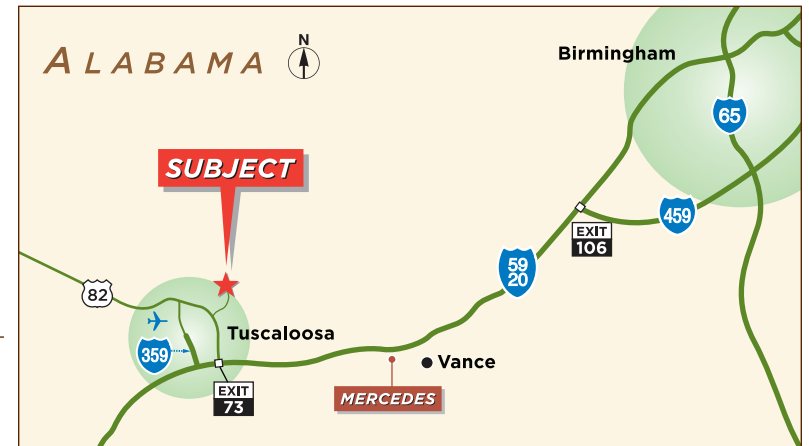 ALABAMA
N
Birmingham
65
SUBJECT
459
EXIT
106
59
20
82
Tuscaloosa
359
Vance
EXIT
73
MERCEDES